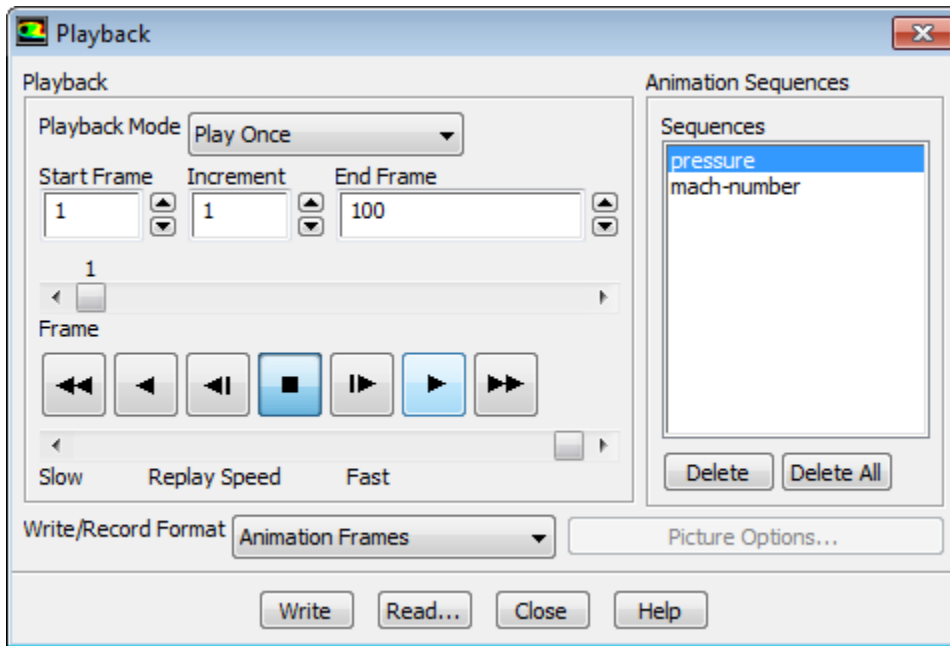 Playback
Playback
Animation Sequences
Playback Mode Play Once
Sequences
Start Frame Increment End Frame
pressure
mach-number
1 1 100
1
Frame
Slow Replay Speed Fast
Delete Delete All
Write/Record Format Animation Frames Picture Options...
Write Read... Close Help